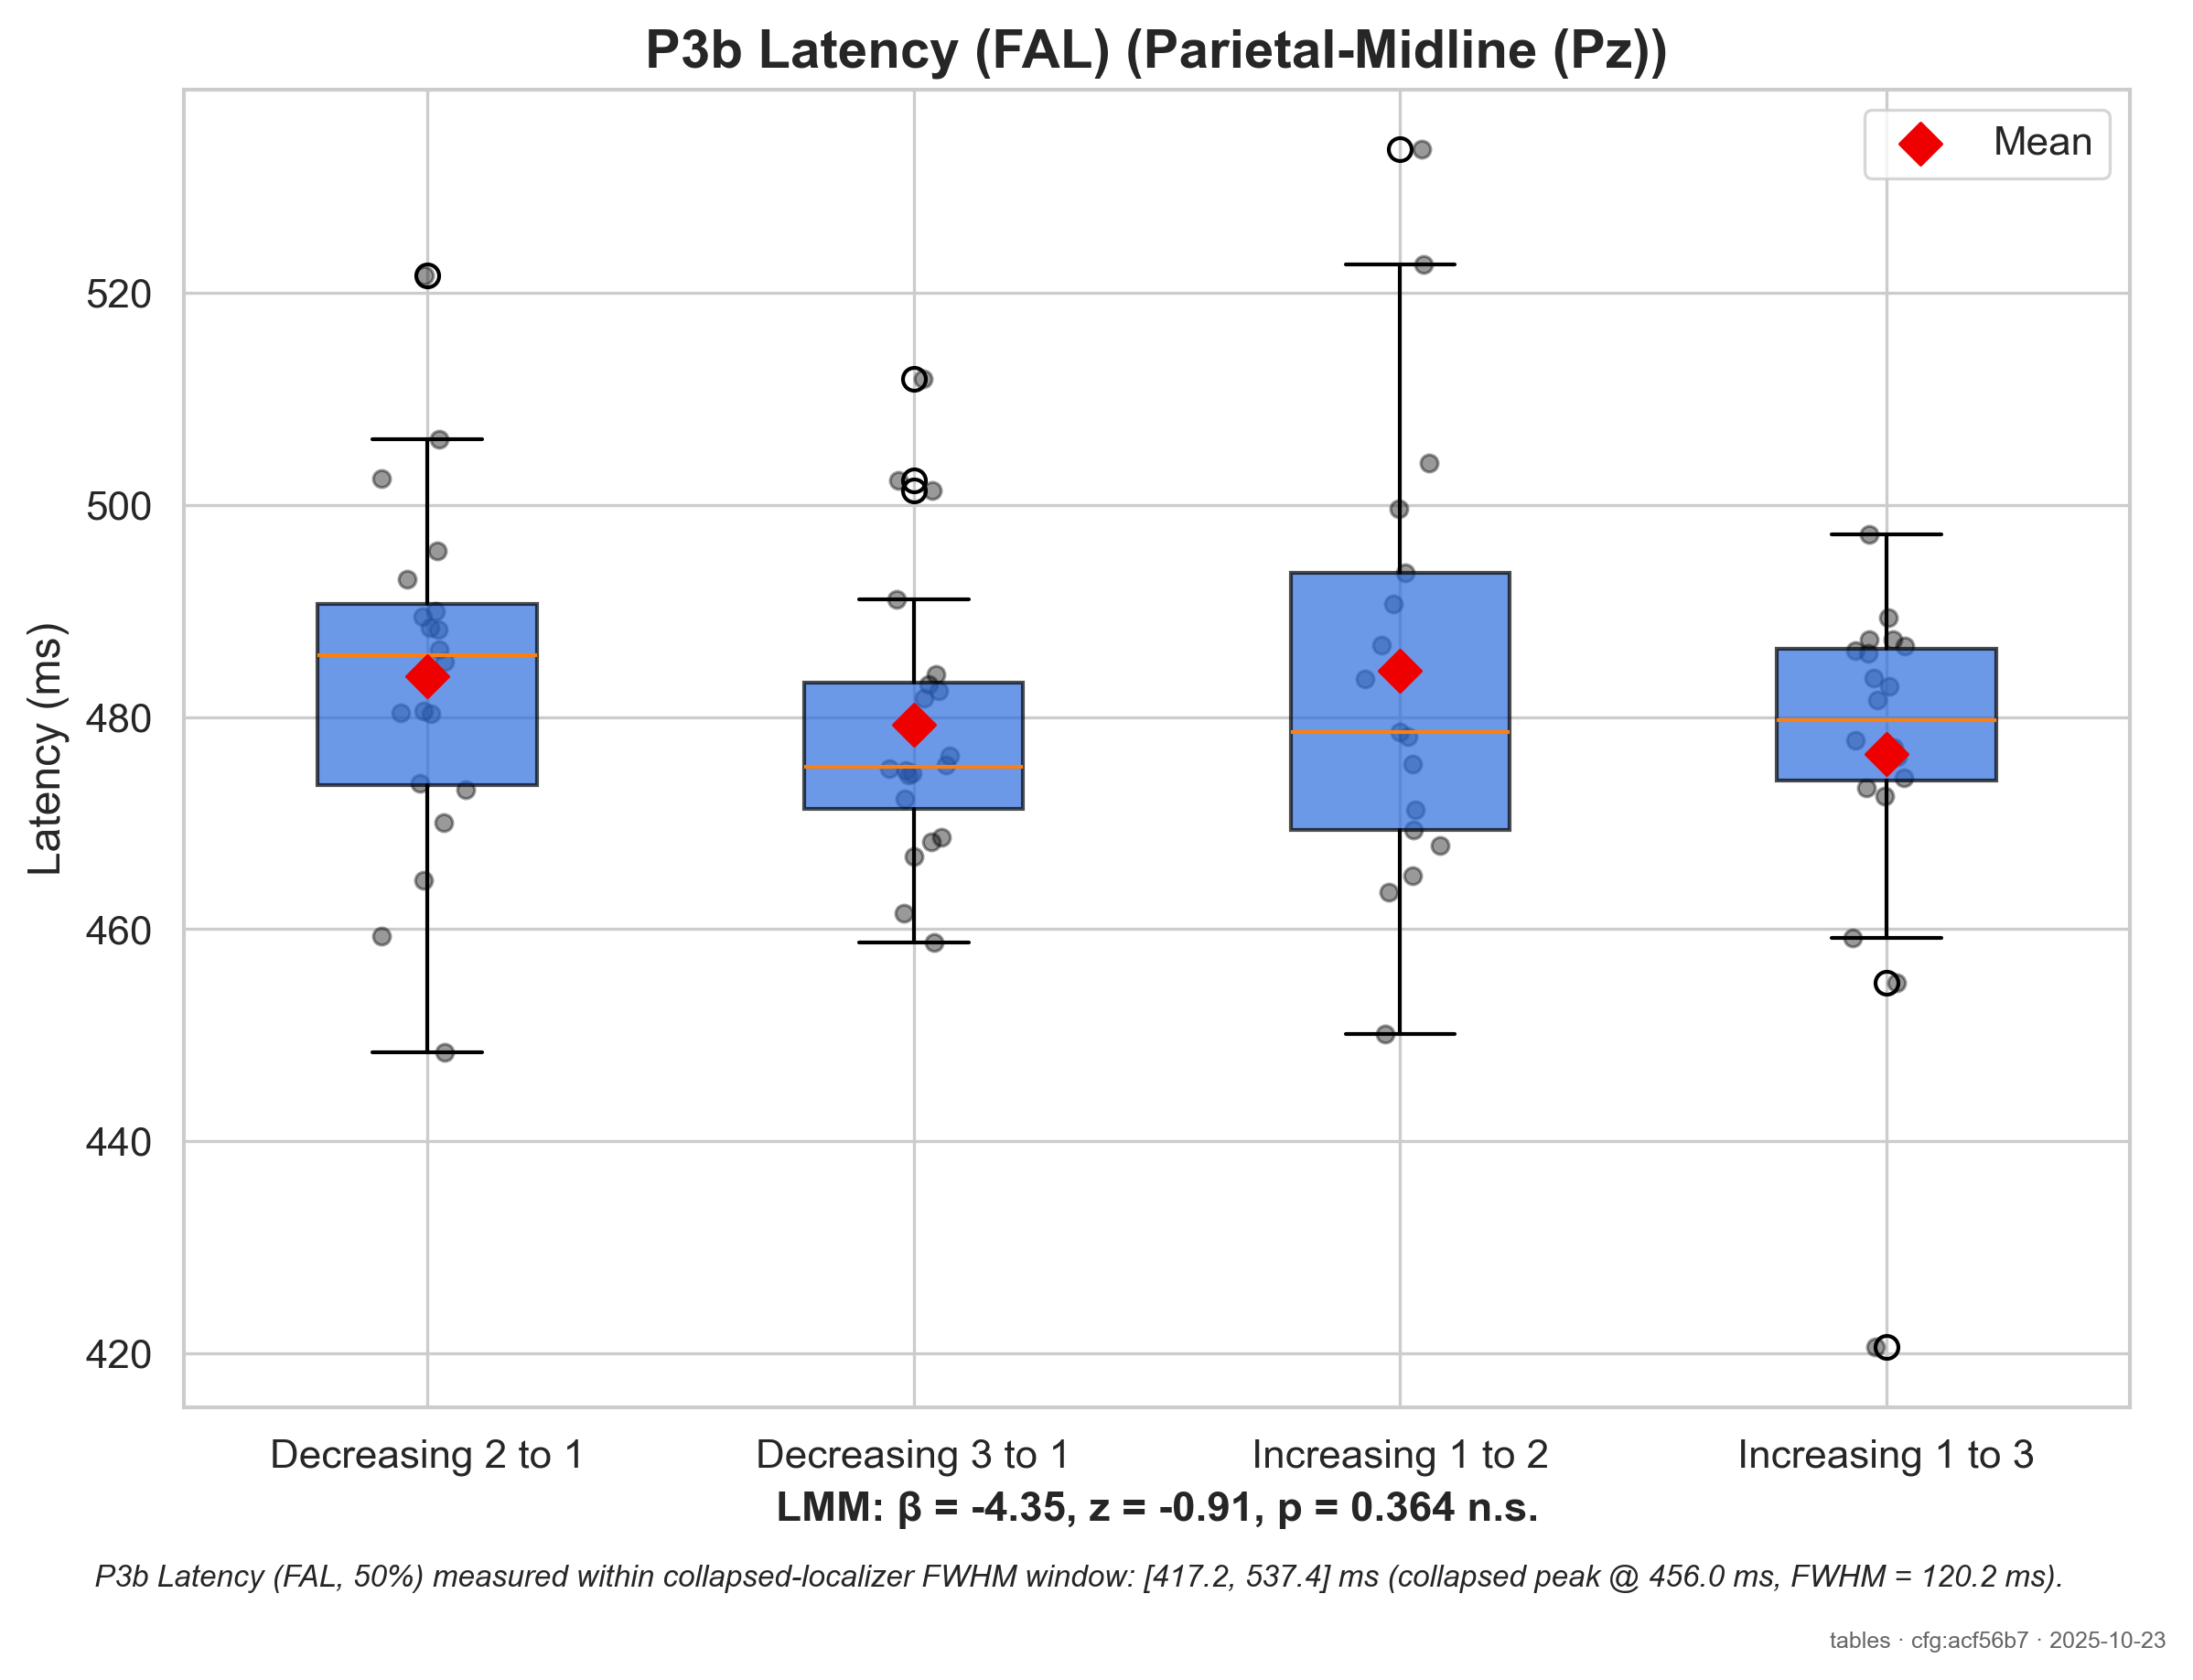 P3b Latency (FAL) (Parietal-Midline (Pz))
Mean
Latency (ms)
520
500
480
460
440
420
Decreasing 2 to 1
Decreasing 3 to 1
Increasing 1 to 2
Increasing 1 to 3
LMM: β = -4.35, z = -0.91, p = 0.364 n.s.
P3b Latency (FAL, 50%) measured within collapsed-localizer FWHM window: [417.2, 537.4] ms (collapsed peak @ 456.0 ms, FWHM = 120.2 ms).
tables · cfg:acf56b7 · 2025-10-23